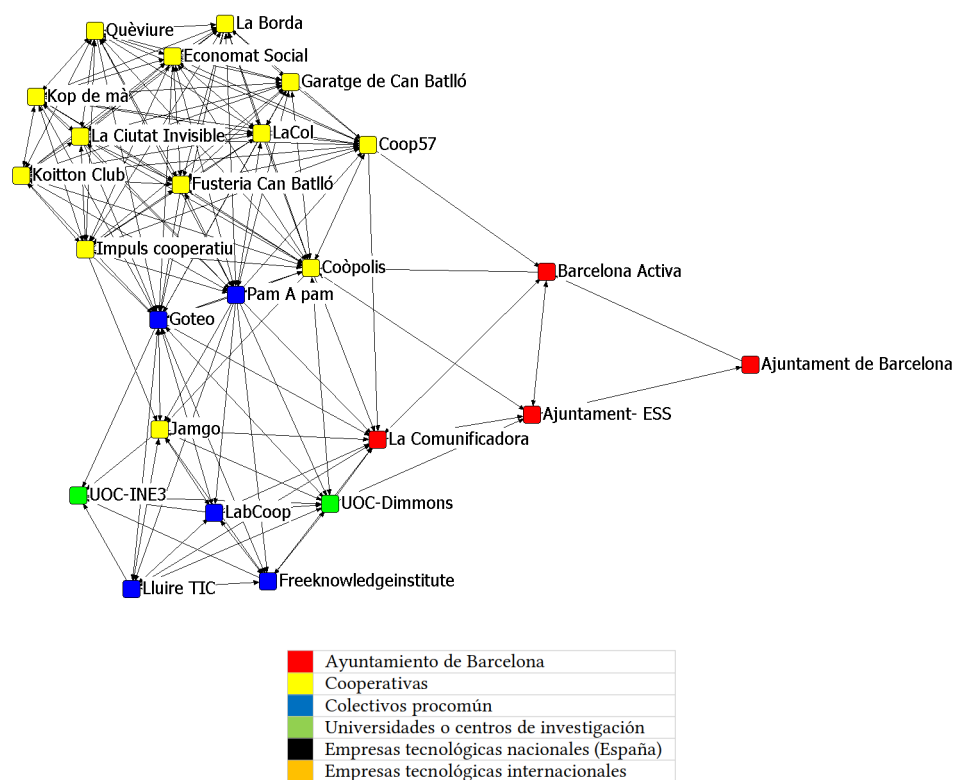 La Borda
Quèviure
Economat Social
Garatge de Can Batlló
Kop de mà
La Ciutat Invisible
LaCol
Coop57
Koitton Club
Fusteria Can Batlló
Impuls cooperatiu
Coòpolis
Barcelona Activa
Pam A pam
Goteo
Ajuntament de Barcelona
Ajuntament- ESS
Jamgo
La Comunificadora
UOC-INE3
UOC-Dimmons
LabCoop
Freeknowledgeinstitute
Lluire TIC
Ayuntamiento de Barcelona
Cooperativas
Colectivos procomún
Universidades o centros de investigación
Empresas tecnológicas nacionales (España)
Empresas tecnológicas internacionales